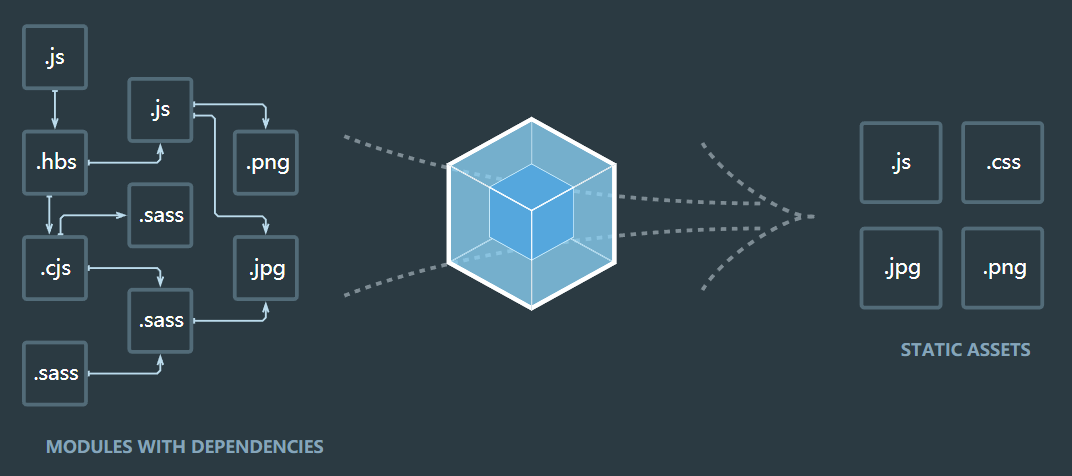 .js
.js
.hbs
.png
.sass
.cjs
.jpg
.sass
.sass
MODULES WITH DEPENDENCIES
.js
.css
.jpg
.png
STATIC ASSETS